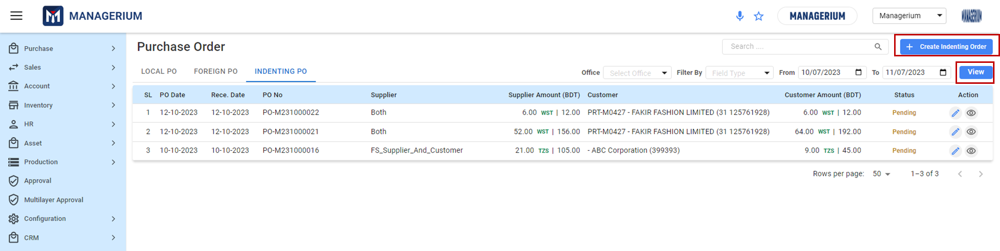 MANAGERIUM MANAGERIUM Managerium MANAGERIUM
Purchase
Sales
Account
Inventory
HR
Asset
Production
Approval
Multilayer Approval
Configuration
CRM
Purchase Order Search .... + Create Indenting Order
LOCAL PO FOREIGN PO INDENTING PO Office Select Office Filter By Field Type From 10/07/2023 To 11/07/2023 View
SL PO Date Rece. Date PO No Supplier Supplier Amount (BDT) Customer Customer Amount (BDT) Status Action
1 12-10-2023 12-10-2023 PO-M231000022 Both 6.00 WST | 12.00 PRT-M0427 - FAKIR FASHION LIMITED (31 125761928) 6.00 WST | 12.00 Pending
2 12-10-2023 12-10-2023 PO-M231000021 Both 52.00 WST | 156.00 PRT-M0427 - FAKIR FASHION LIMITED (31 125761928) 64.00 WST | 192.00 Pending
3 10-10-2023 10-10-2023 PO-M231000016 FS_Supplier_And_Customer 21.00 TZS | 105.00 - ABC Corporation (399393) 9.00 TZS | 45.00 Pending
Rows per page: 50 1–3 of 3